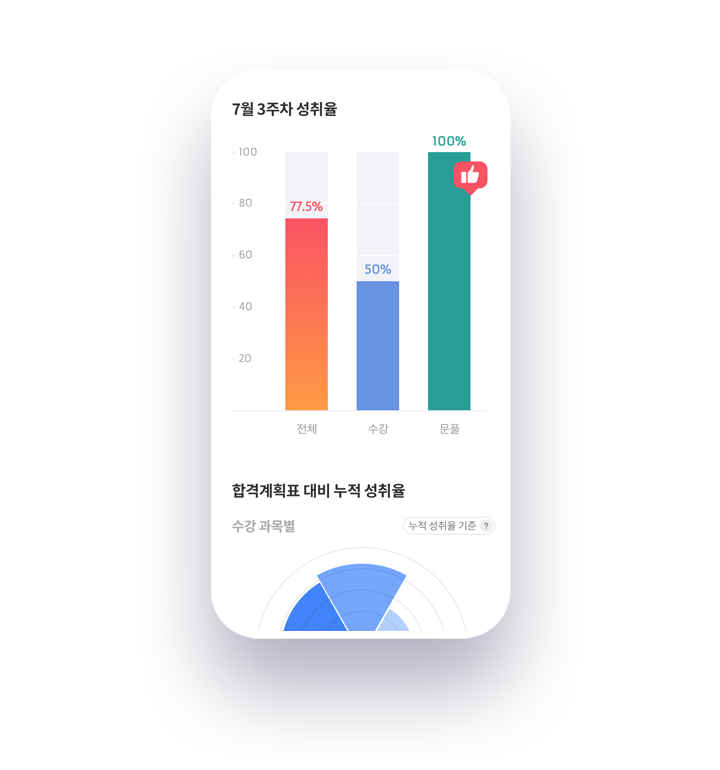 7월 3주차 성취율
100%
100
80
77.5%
60
50%
40
20
전체 수강 문풀
합격계획표 대비 누적 성취율
수강 과목별 누적 성취율 기준 ?